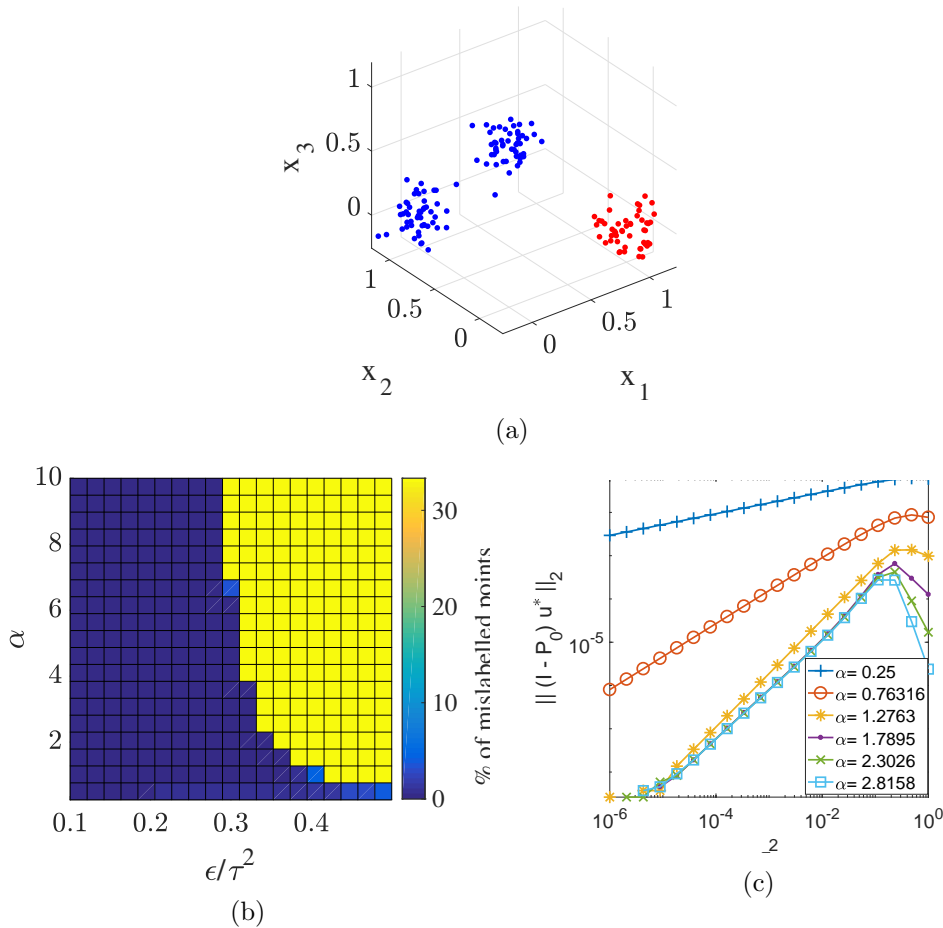 1
0.5
0
x3
1
0.5
0
x2
0
0.5
1
x1
(a)
10
8
6
4
2
α
0.1
0.2
0.3
0.4
ϵ/τ²
30
20
10
0
% of mislabelled points
(b)
|| (I - P0) u* ||2
10-5
α= 0.25
α= 0.76316
α= 1.2763
α= 1.7895
α= 2.3026
α= 2.8158
10-6
10-4
10-2
100
_2
(c)